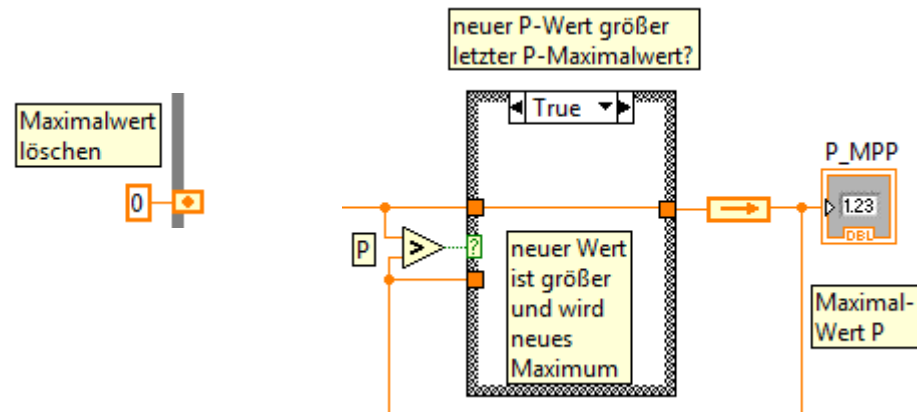 neuer P-Wert größer
letzter P-Maximalwert?
Maximalwert
löschen
0
True
P
>
?
neuer Wert
ist größer
und wird
neues
Maximum
P_MPP
1.23
DBL
Maximal-
Wert P